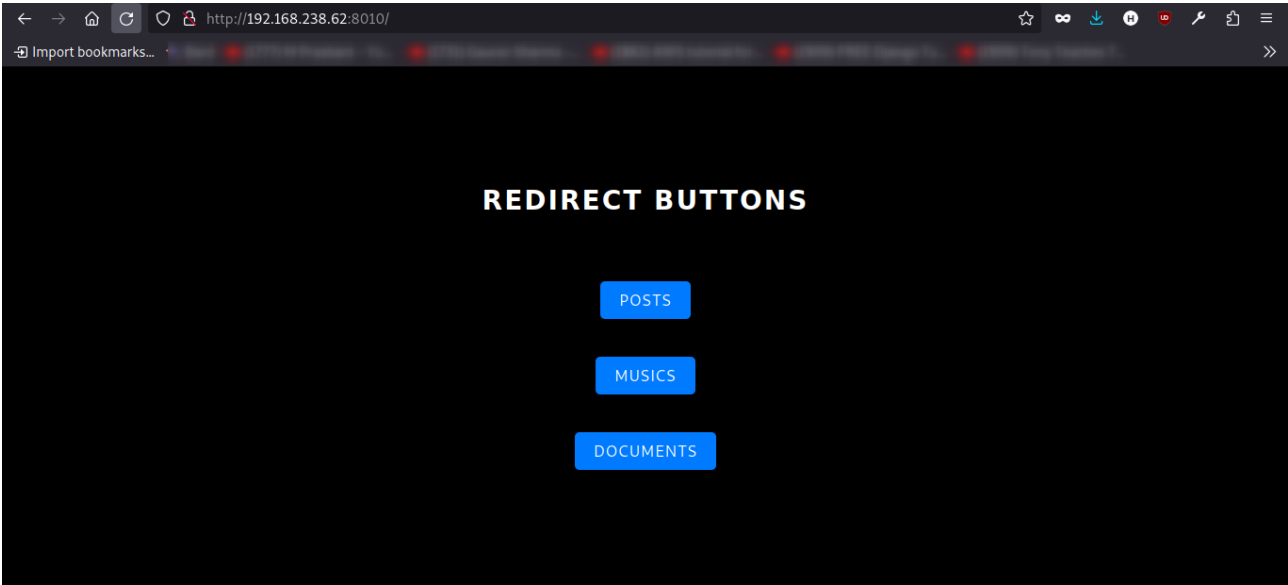 http://192.168.238.62:8010/
Import bookmarks...
REDIRECT BUTTONS
POSTS
MUSICS
DOCUMENTS